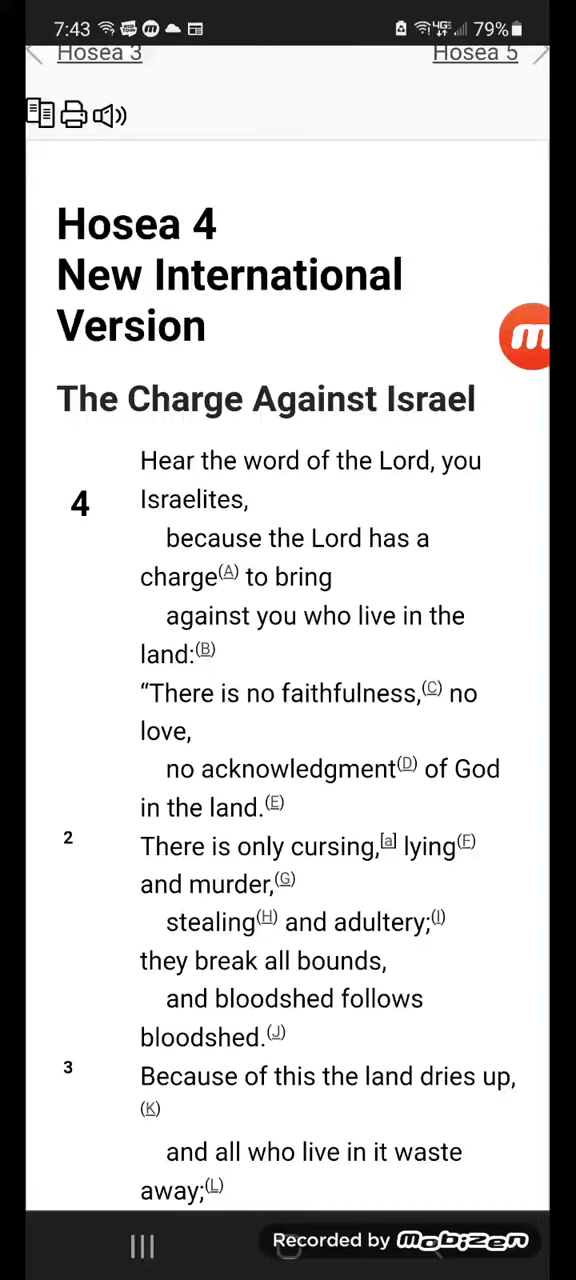 7:43 79%
Hosea 3 Hosea 5
Hosea 4
New International
Version
The Charge Against Israel
4 Hear the word of the Lord, you
Israelites,
because the Lord has a
charge(A) to bring
against you who live in the
land:(B)
“There is no faithfulness,(C) no
love,
no acknowledgment(D) of God
in the land.(E)
2 There is only cursing,[a] lying(F)
and murder,(G)
stealing(H) and adultery;(I)
they break all bounds,
and bloodshed follows
bloodshed.(J)
3 Because of this the land dries up,
(K)
and all who live in it waste
away;(L)
Recorded by mobizen